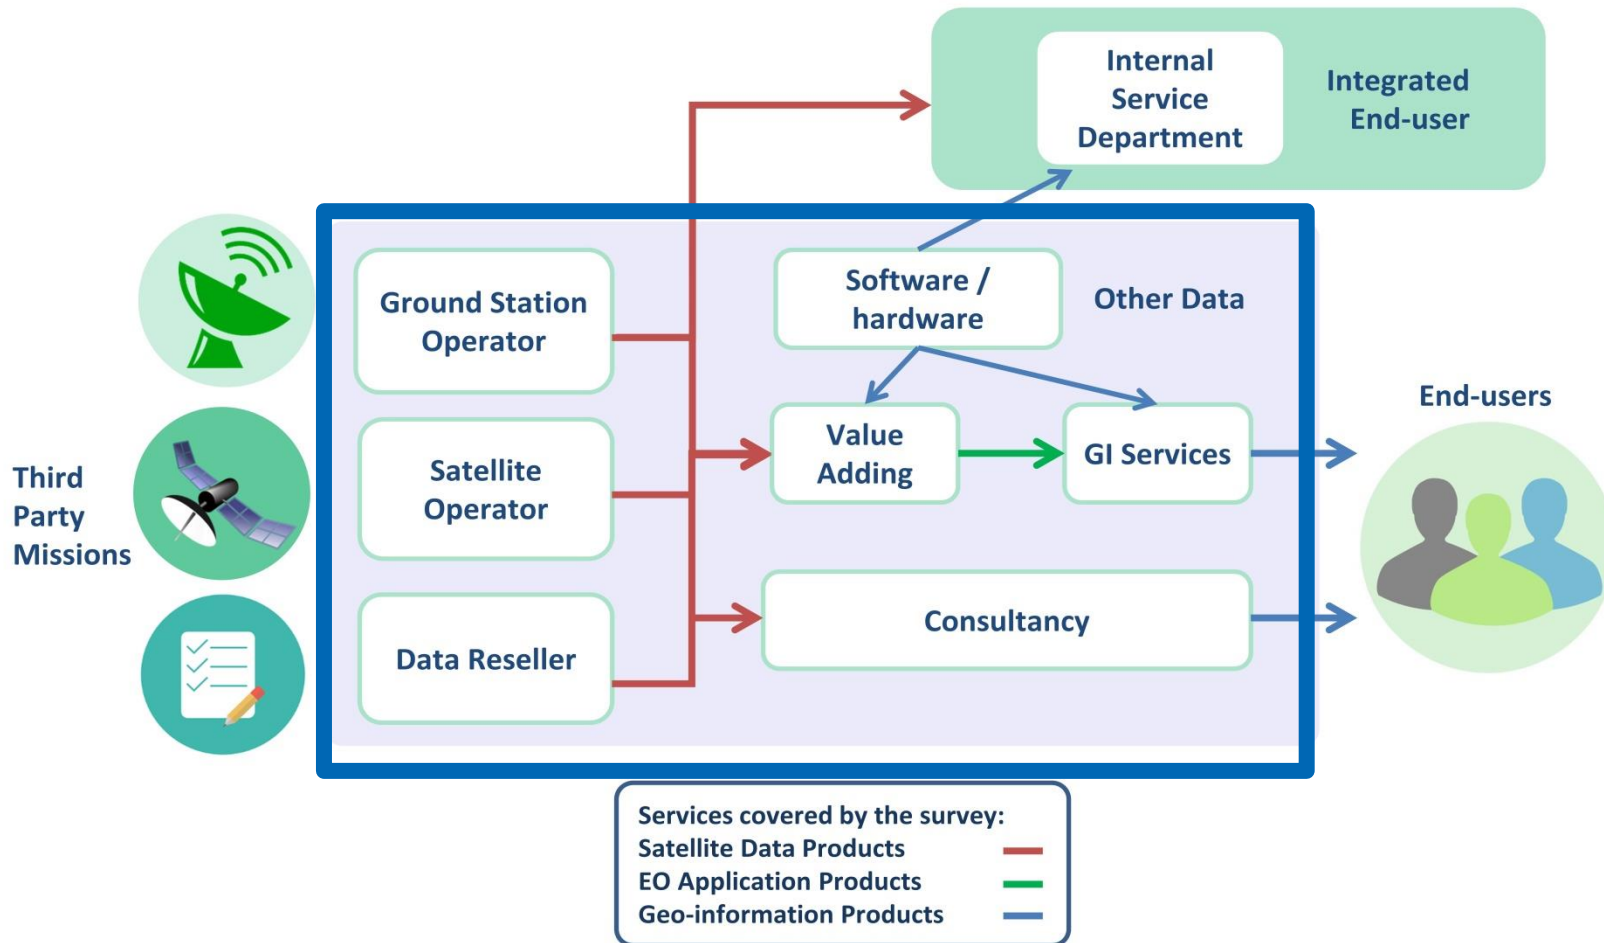 Internal
Service
Department
Integrated
End-user
Ground Station
Operator
Software /
hardware
Other Data
Third
Party
Missions
Satellite
Operator
Value
Adding
GI Services
End-users
Data Reseller
Consultancy
Services covered by the survey:
Satellite Data Products
EO Application Products
Geo-information Products